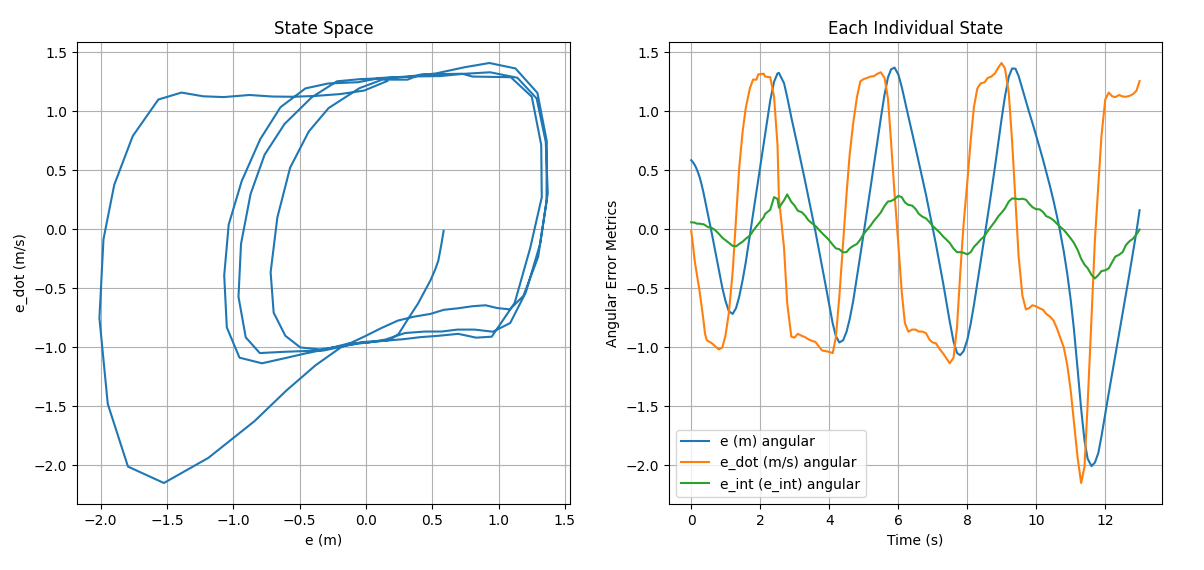 State Space
1.5
1.0
0.5
0.0
−0.5
−1.0
−1.5
−2.0
e_dot (m/s)
−2.0 −1.5 −1.0 −0.5 0.0 0.5 1.0 1.5
e (m)
Each Individual State
1.5
1.0
0.5
0.0
−0.5
−1.0
−1.5
−2.0
Angular Error Metrics
e (m) angular
e_dot (m/s) angular
e_int (e_int) angular
0 2 4 6 8 10 12
Time (s)